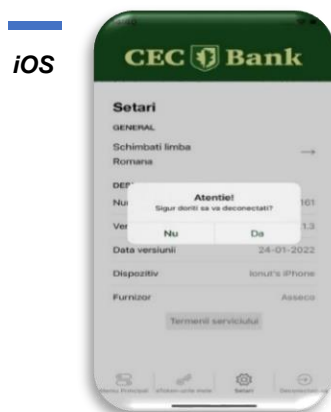 iOS
CEC Bank
Setari
GENERAL
Schimbati limba
Romana
Atentie!
Sigur doriti sa va deconectati?
Nu
Da
Data versiunii 24-01-2022
Dispozitiv Ionut's iPhone
Furnizor Asseco
Termenii serviciului
Setari